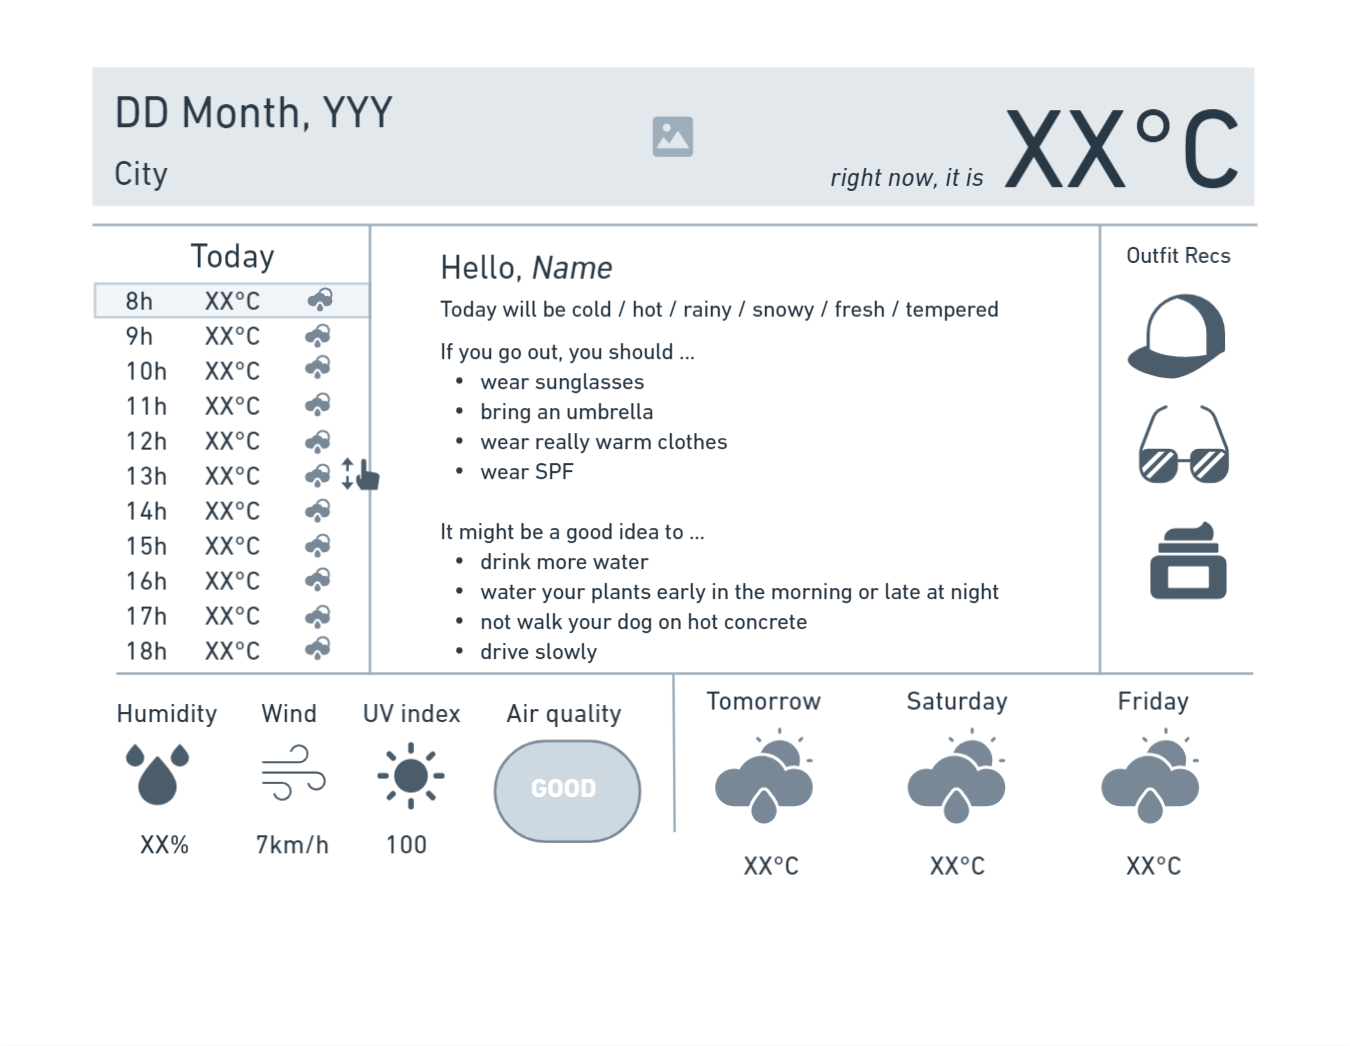 DD Month, YYY
City
right now, it is XX°C
Today
8h XX°C
9h XX°C
10h XX°C
11h XX°C
12h XX°C
13h XX°C
14h XX°C
15h XX°C
16h XX°C
17h XX°C
18h XX°C
Hello, Name
Today will be cold / hot / rainy / snowy / fresh / tempered
If you go out, you should ...
• wear sunglasses
• bring an umbrella
• wear really warm clothes
• wear SPF
It might be a good idea to ...
• drink more water
• water your plants early in the morning or late at night
• not walk your dog on hot concrete
• drive slowly
Outfit Recs
Humidity Wind UV index Air quality
GOOD
XX% 7km/h 100
Tomorrow Saturday Friday
XX°C XX°C XX°C